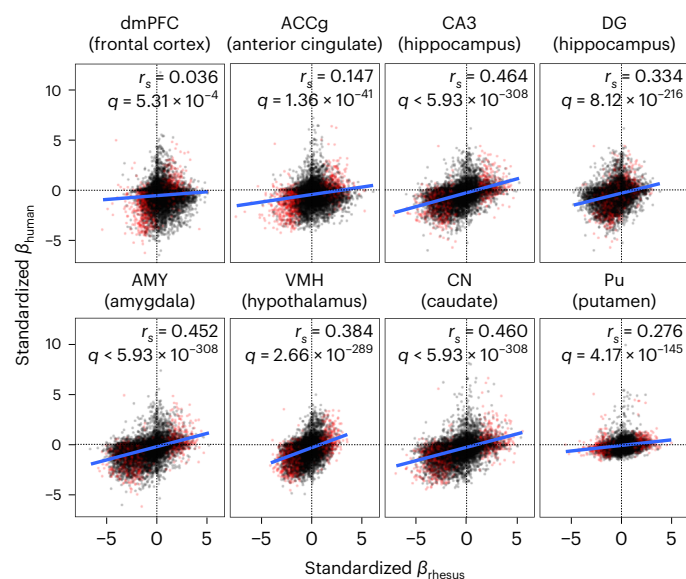 dmPFC
(frontal cortex)
ACCg
(anterior cingulate)
CA3
(hippocampus)
DG
(hippocampus)
r_s = 0.036
q = 5.31 × 10⁻⁴
r_s = 0.147
q = 1.36 × 10⁻⁴¹
r_s = 0.464
q < 5.93 × 10⁻³⁰⁸
r_s = 0.334
q = 8.12 × 10⁻²¹⁶
10
5
0
−5
Standardized β_human
AMY
(amygdala)
VMH
(hypothalamus)
CN
(caudate)
Pu
(putamen)
r_s = 0.452
q < 5.93 × 10⁻³⁰⁸
r_s = 0.384
q = 2.66 × 10⁻²⁸⁹
r_s = 0.460
q < 5.93 × 10⁻³⁰⁸
r_s = 0.276
q = 4.17 × 10⁻¹⁴⁵
10
5
0
−5
−5 0 5 −5 0 5 −5 0 5 −5 0 5
Standardized β_rhesus